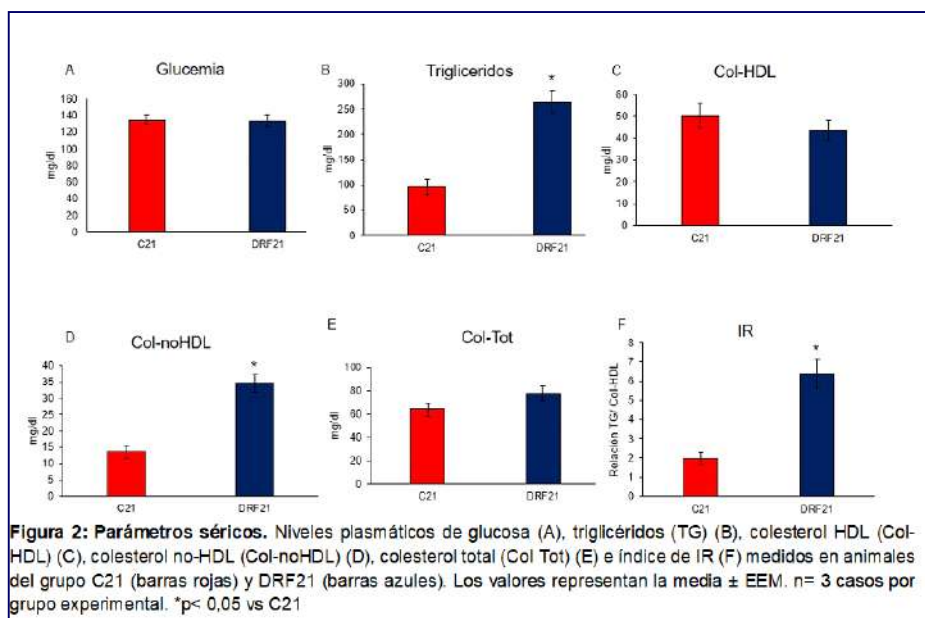 A
Glucemia
160
140
120
100
80
60
40
20
0
mg/dl
C21
DRF21
B
Trigliceridos
*
300
250
200
150
100
50
0
mg/dl
C21
DRF21
C
Col-HDL
60
50
40
30
20
10
0
mg/dl
C21
DRF21
D
Col-noHDL
*
40
35
30
25
20
15
10
5
0
mg/dl
C21
DRF21
E
Col-Tot
100
80
60
40
20
0
mg/dl
C21
DRF21
F
IR
*
8
7
6
5
4
3
2
1
0
Relacion TG/ Col-HDL
C21
DRF21
Figura 2: Parámetros séricos. Niveles plasmáticos de glucosa (A), triglicéridos (TG) (B), colesterol HDL (Col-
HDL) (C), colesterol no-HDL (Col-noHDL) (D), colesterol total (Col Tot) (E) e índice de IR (F) medidos en animales
del grupo C21 (barras rojas) y DRF21 (barras azules). Los valores representan la media ± EEM. n= 3 casos por
grupo experimental. *p< 0,05 vs C21